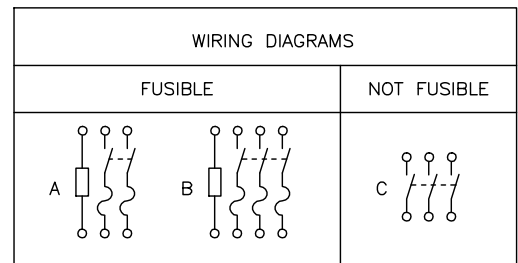 WIRING DIAGRAMS
FUSIBLE
NOT FUSIBLE
A
B
C